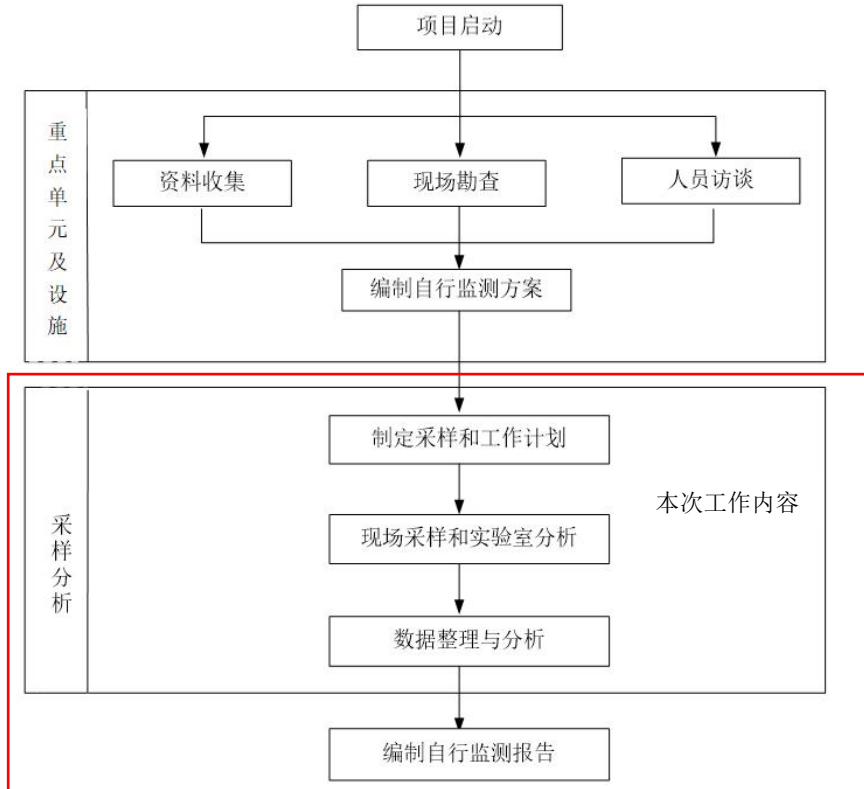 项目启动
重点单元及设施
资料收集
现场勘查
人员访谈
编制自行监测方案
采样分析
制定采样和工作计划
本次工作内容
现场采样和实验室分析
数据整理与分析
编制自行监测报告